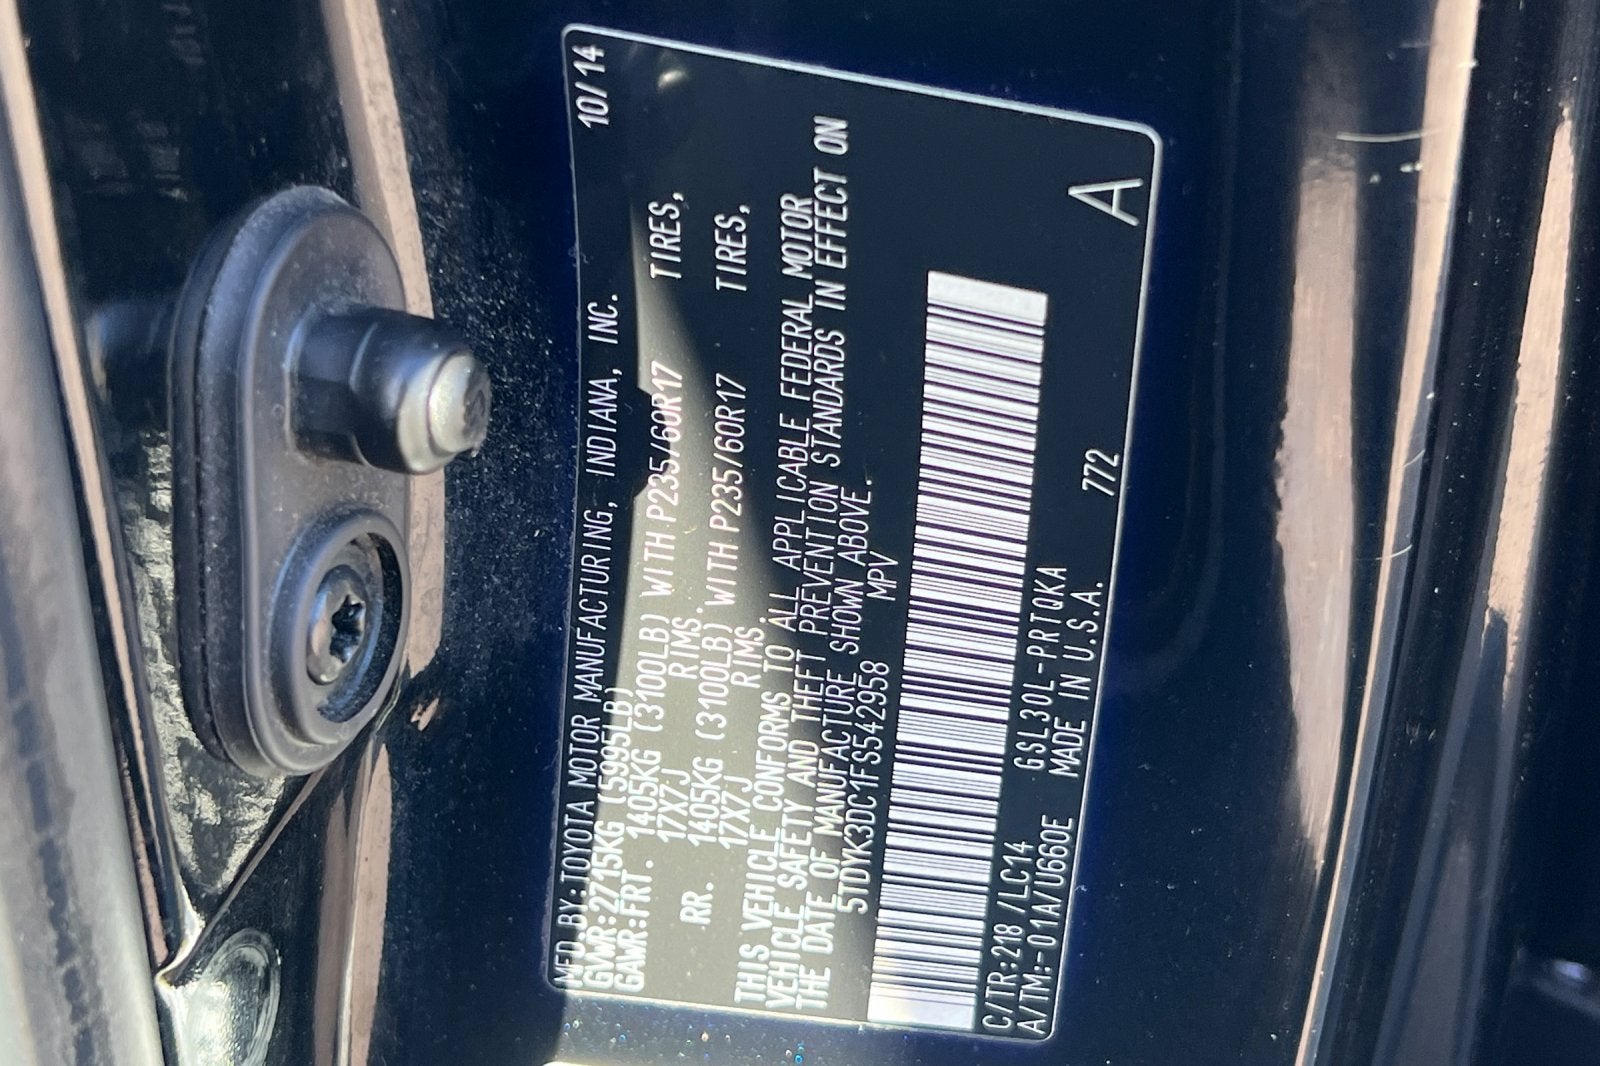 MFD.BY:TOYOTA MOTOR MANUFACTURING, INDIANA, INC. 10/14
GVWR:2715KG (5995LB)
GAWR:FRT. 1405KG (3100LB) WITH P235/60R17 TIRES,
17X7J RIMS.
RR. 1405KG (3100LB) WITH P235/60R17 TIRES,
17X7J RIMS.
THIS VEHICLE CONFORMS TO ALL APPLICABLE FEDERAL MOTOR
VEHICLE SAFETY AND THEFT PREVENTION STANDARDS IN EFFECT ON
THE DATE OF MANUFACTURE SHOWN ABOVE.
5TDYK3DC1FS542958 MPV
C/TR:218 /LC14 GSL30L-PRTQKA 772 A
A/TM:-01A/U660E MADE IN U.S.A.